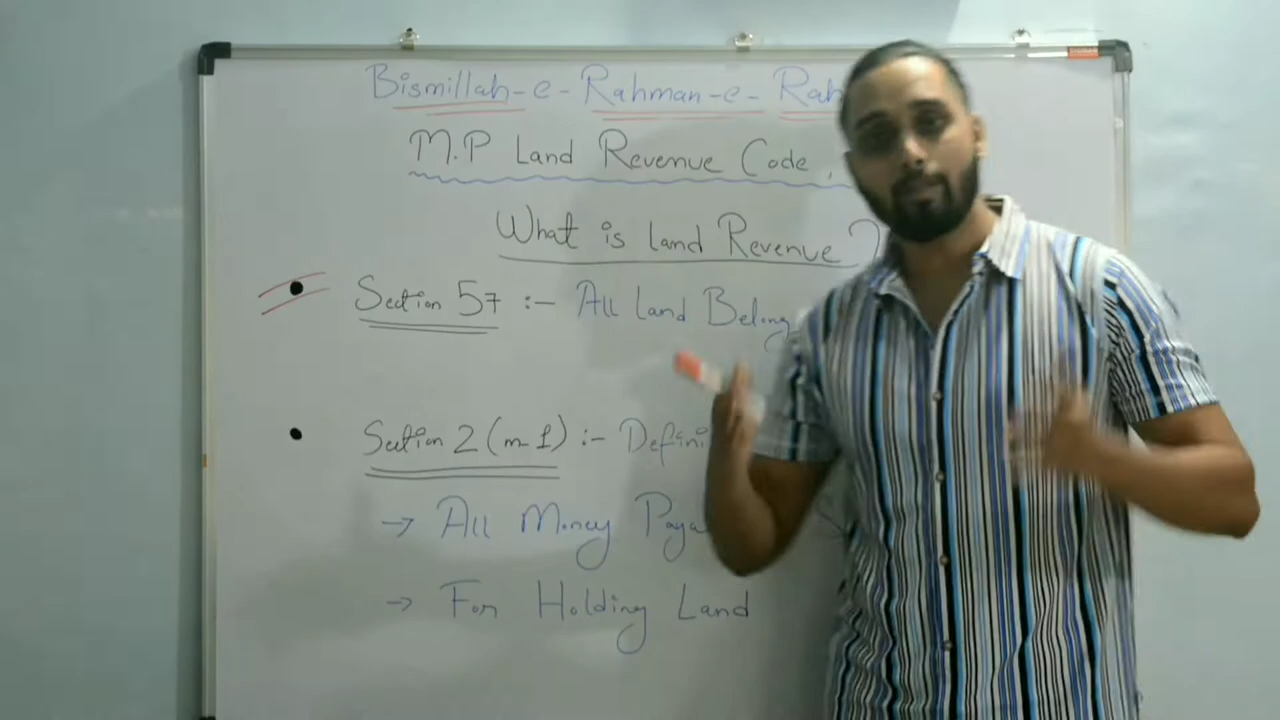 Bismillah-e-Rahman-e-Rah
M.P Land Revenue Code,
What is land Revenue?
Section 57 :- All Land Belong
Section 2 (m-1) :- Defini
→ All Money Paya
→ For Holding Land